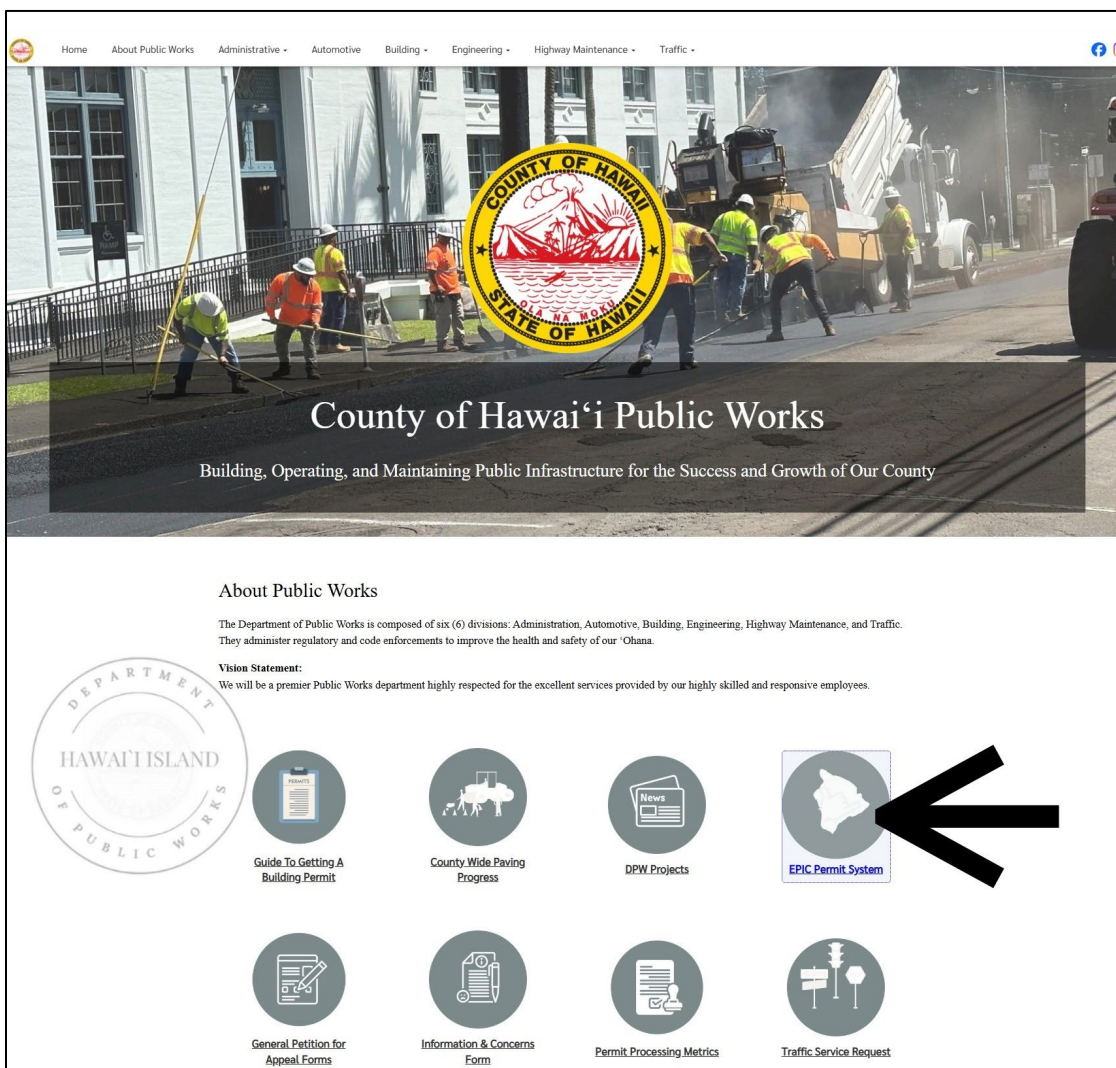 Home About Public Works Administrative Automotive Building Engineering Highway Maintenance Traffic
RAMP
COUNTY OF HAWAII
OLA NA MOKU
STATE OF HAWAII
County of Hawaiʻi Public Works
Building, Operating, and Maintaining Public Infrastructure for the Success and Growth of Our County
About Public Works
The Department of Public Works is composed of six (6) divisions: Administration, Automotive, Building, Engineering, Highway Maintenance, and Traffic.
They administer regulatory and code enforcements to improve the health and safety of our ʻOhana.
Vision Statement:
We will be a premier Public Works department highly respected for the excellent services provided by our highly skilled and responsive employees.
DEPARTMENT
HAWAI`I ISLAND
OF PUBLIC WORKS
PERMITS
News
Guide To Getting A
Building Permit
County Wide Paving
Progress
DPW Projects
EPIC Permit System
General Petition for
Appeal Forms
Information & Concerns
Form
Permit Processing Metrics
Traffic Service Request